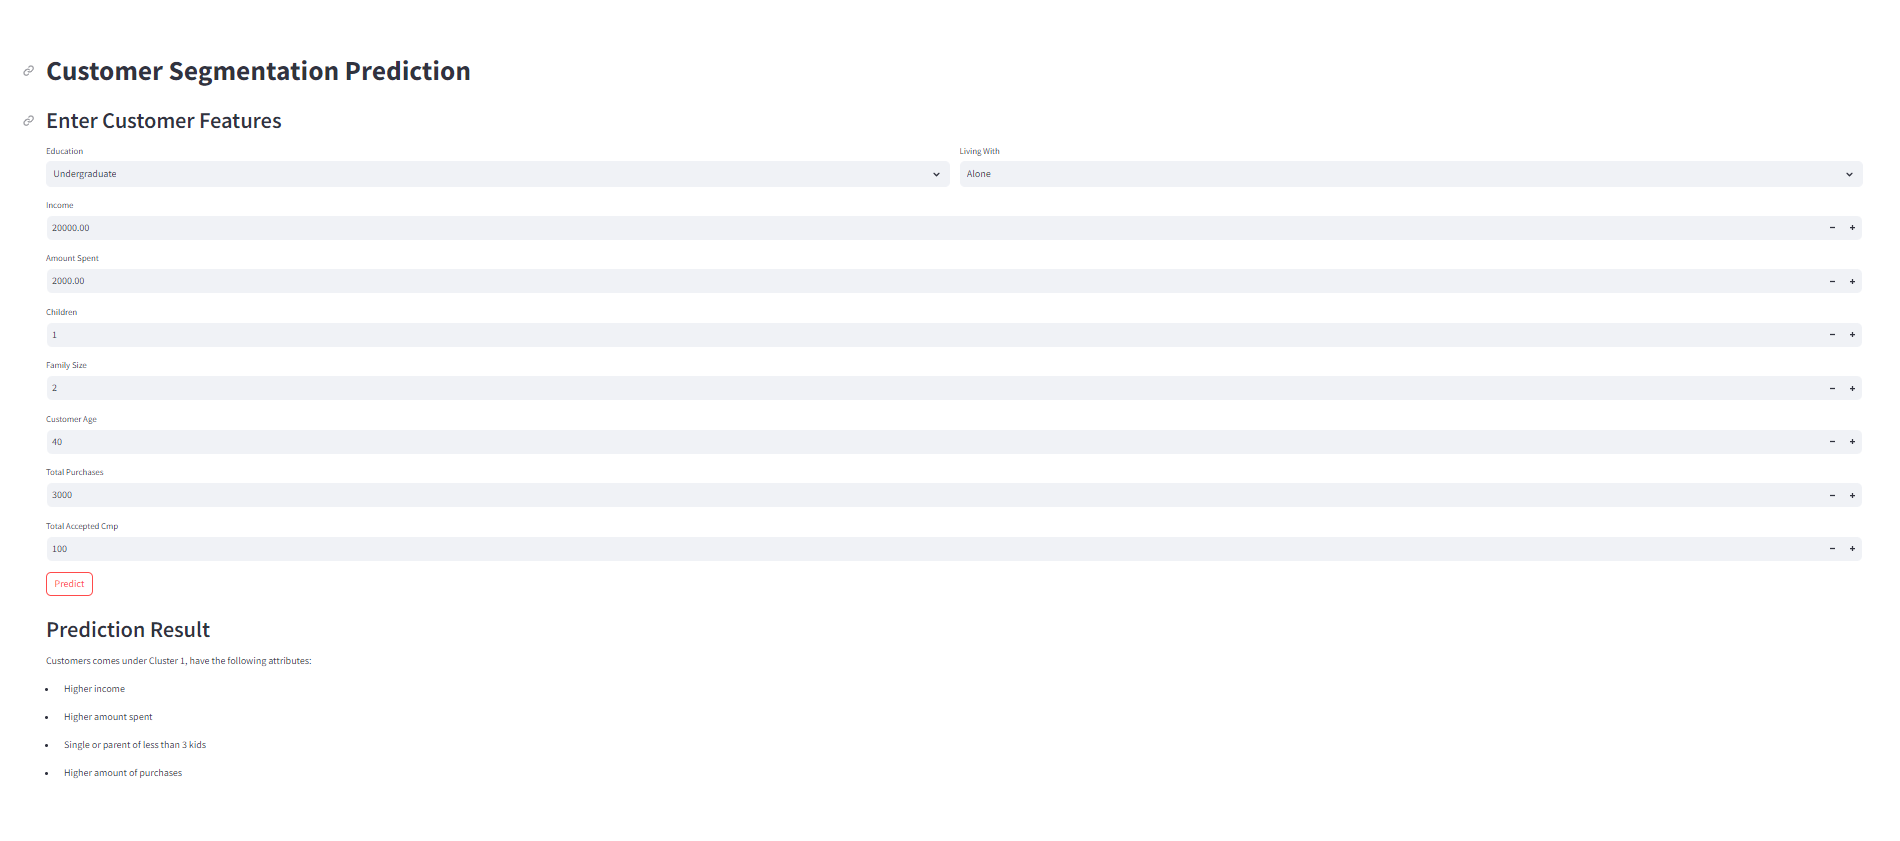 Customer Segmentation Prediction
Enter Customer Features
Education
Living With
Undergraduate
Alone
Income
20000.00
Amount Spent
2000.00
Children
1
Family Size
2
Customer Age
40
Total Purchases
3000
Total Accepted Cmp
100
Predict
Prediction Result
Customers comes under Cluster 1, have the following attributes:
Higher income
Higher amount spent
Single or parent of less than 3 kids
Higher amount of purchases